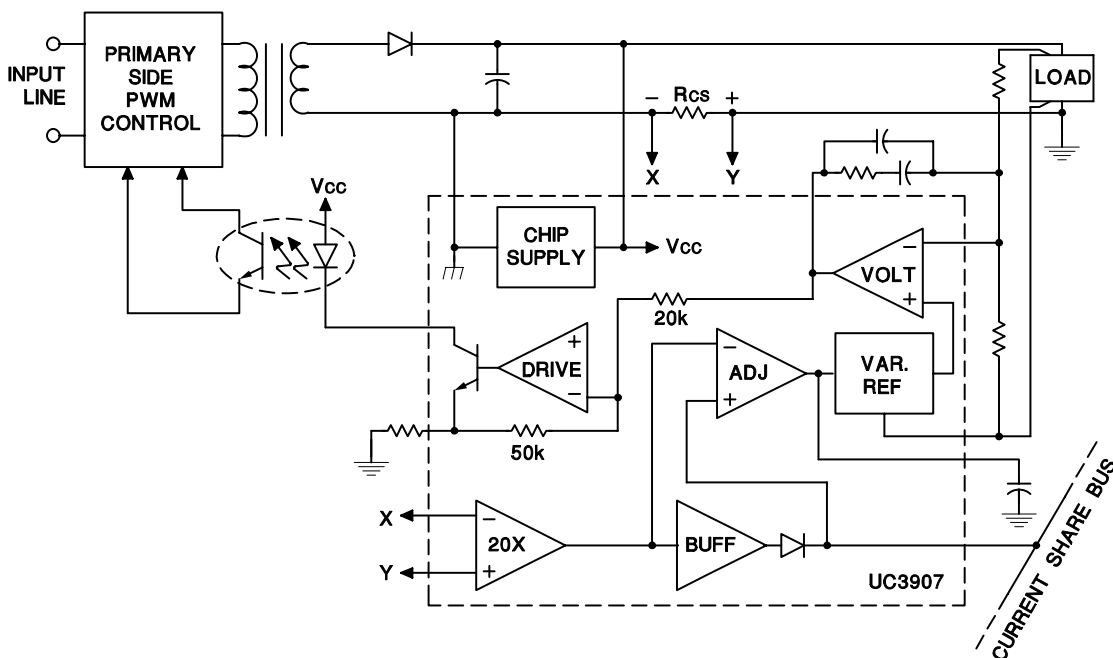 PRIMARY
SIDE
PWM
CONTROL
INPUT
LINE
LOAD
− Rcs +
X
Y
Vcc
CHIP
SUPPLY
Vcc
−
VOLT
+
20k
+
DRIVE
−
−
ADJ
+
VAR.
REF
50k
X
−
20X
Y
+
BUFF
UC3907
CURRENT SHARE BUS